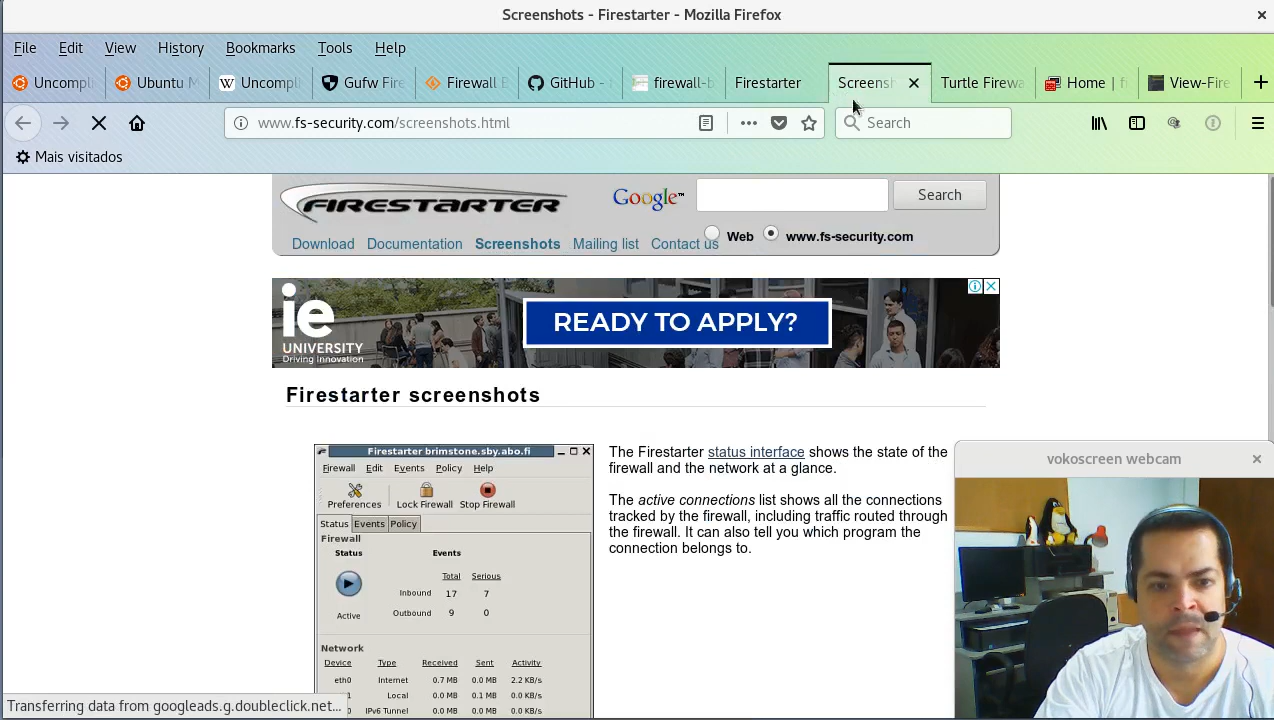 Screenshots - Firestarter - Mozilla Firefox
File Edit View History Bookmarks Tools Help
Uncompli Ubuntu M Uncompli Gufw Fire Firewall B GitHub - firewall-b Firestarter Screensh Turtle Firewa Home | f View-Fire
www.fs-security.com/screenshots.html
Search
Mais visitados
FIRESTARTER
Google™
Search
Web www.fs-security.com
Download Documentation Screenshots Mailing list Contact us
ie
UNIVERSITY
Driving Innovation
READY TO APPLY?
Firestarter screenshots
Firestarter brimstone.sby.abo.fi
Firewall Edit Events Policy Help
Preferences Lock Firewall Stop Firewall
Status Events Policy
Firewall
Status Events
Total Serious
Inbound 17 7
Outbound 9 0
Active
Network
Device Type Received Sent Activity
eth0 Internet 0.7 MB 0.0 MB 2.2 KB/s
1 Local 0.0 MB 0.1 MB 0.0 KB/s
IPv6 Tunnel 0.0 MB 0.0 MB 0.0 KB/s
The Firestarter status interface shows the state of the
firewall and the network at a glance.
The active connections list shows all the connections
tracked by the firewall, including traffic routed through
the firewall. It can also tell you which program the
connection belongs to.
vokoscreen webcam
Transferring data from googleads.g.doubleclick.net…